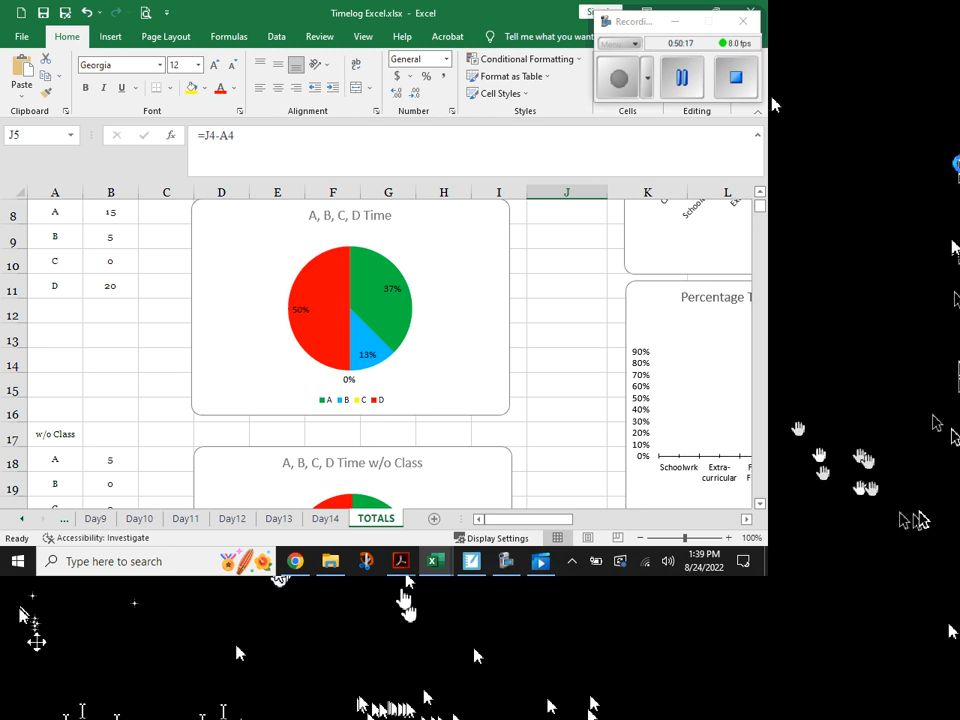 Timelog Excel.xlsx - Excel
Recordi...
File Home Insert Page Layout Formulas Data Review View Help Acrobat Tell me what you want
Menu 0:50:17 8.0 fps
Paste
Georgia 12
B I U
General
$ % ,
Conditional Formatting
Format as Table
Cell Styles
Clipboard Font Alignment Number Styles Cells Editing
J5 fx =J4-A4
A B C D E F G H I J K L
8 A 15
9 B 5
10 C 0
11 D 20
12
13
14
15
16
17 w/o Class
18 A 5
19 B 0
A, B, C, D Time
37%
50%
13%
0%
A B C D
A, B, C, D Time w/o Class
Percentage T
90%
80%
70%
60%
50%
40%
30%
20%
10%
0%
Schoolwrk Extra-
curricular
... Day9 Day10 Day11 Day12 Day13 Day14 TOTALS
Ready Accessibility: Investigate Display Settings 100%
Type here to search
1:39 PM
8/24/2022